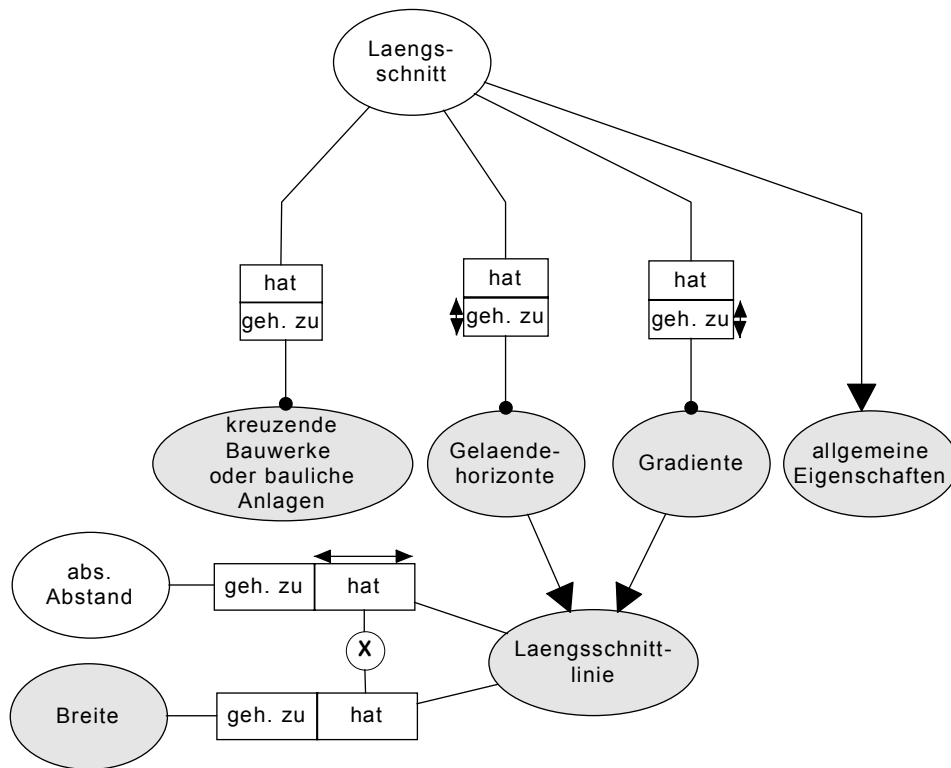 Laengs-
schnitt
hat
geh. zu
hat
geh. zu
hat
geh. zu
kreuzende
Bauwerke
oder bauliche
Anlagen
Gelaende-
horizonte
Gradiente
allgemeine
Eigenschaften
abs.
Abstand
geh. zu
hat
X
Laengsschnitt-
linie
Breite
geh. zu
hat